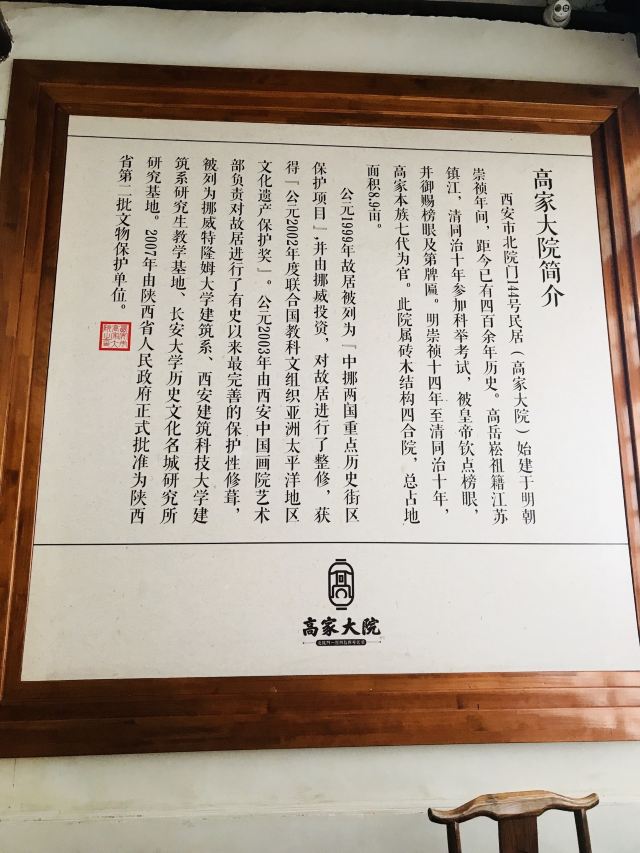 高家大院简介
西安市北院门144号民居（高家大院）始建于明朝
崇祯年间，距今已有四百余年历史。高岳崧祖籍江苏
镇江，清同治十年参加科举考试，被皇帝钦点榜眼，
并御赐榜眼及第牌匾。明崇祯十四年至清同治十年，
高家本族七代为官。此院属砖木结构四合院，总占地
面积8.9亩。
公元1999年故居被列为「中挪两国重点历史街区
保护项目」，并由挪威投资，对故居进行了整修，获
得「公元2002年度联合国教科文组织亚洲太平洋地区
文化遗产保护奖」。公元2003年由西安中国画院艺术
部负责对故居进行了有史以来最完善的保护性修葺，
被列为挪威特隆姆大学建筑系、西安建筑科技大学建
筑系研究生教学基地、长安大学历史文化名城研究所
研究基地。2007年由陕西省人民政府正式批准为陕西
省第二批文物保护单位。
高
高家大院